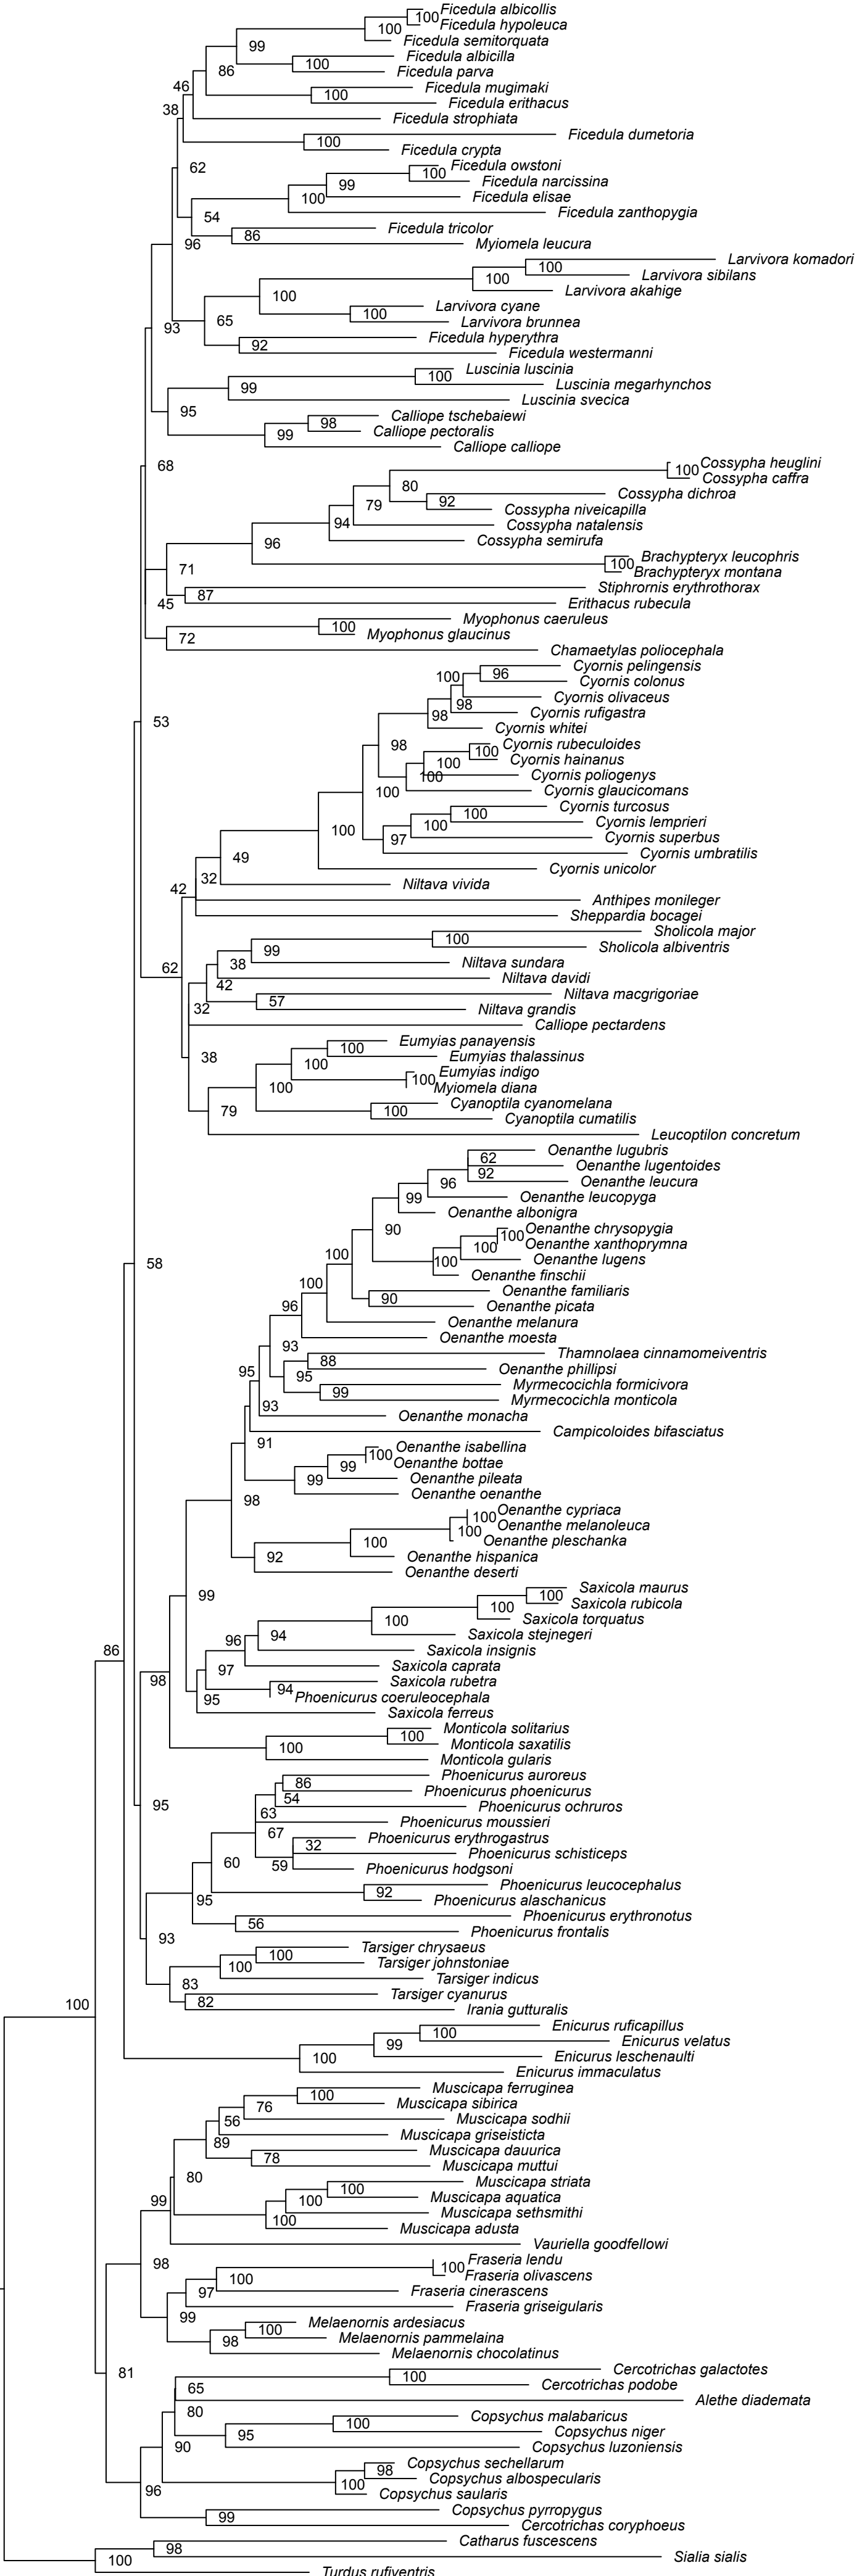 Ficedula albicollis
100
Ficedula hypoleuca
100
Ficedula semitorquata
99
Ficedula albicilla
100
86
Ficedula parva
46
Ficedula mugimaki
100
Ficedula erithacus
38
Ficedula strophiata
Ficedula dumetoria
100
Ficedula crypta
62
Ficedula owstoni
100
Ficedula narcissina
99
Ficedula elisae
100
Ficedula zanthopygia
54
Ficedula tricolor
86
96
Myiomela leucura
Larvivora komadori
100
Larvivora sibilans
100
Larvivora akahige
100
Larvivora cyane
100
65
Larvivora brunnea
93
Ficedula hyperythra
92
Ficedula westermanni
Luscinia luscinia
100
Luscinia megarhynchos
99
Luscinia svecica
95
Calliope tschebaiewi
98
Calliope pectoralis
99
Calliope calliope
68
Cossypha heuglini
100
Cossypha caffra
80
Cossypha dichroa
92
79
Cossypha niveicapilla
94
Cossypha natalensis
96
Cossypha semirufa
Brachypteryx leucophris
100
71
Brachypteryx montana
Stiphrornis erythrothorax
87
45
Erithacus rubecula
Myophonus caeruleus
100
Myophonus glaucinus
72
Chamaetylas poliocephala
Cyornis pelingensis
100
96
Cyornis colonus
Cyornis olivaceus
98
98
Cyornis rufigastra
53
Cyornis whitei
98
Cyornis rubeculoides
100
100
Cyornis hainanus
100
Cyornis poliogenys
100
Cyornis glaucicomans
Cyornis turcosus
100
100
Cyornis lemprieri
100
97
Cyornis superbus
49
Cyornis umbratilis
32
Cyornis unicolor
42
Niltava vivida
Anthipes monileger
Sheppardia bocagei
Sholicola major
100
99
Sholicola albiventris
62
38
Niltava sundara
42
Niltava davidi
Niltava macgrigoriae
57
32
Niltava grandis
Calliope pectardens
Eumyias panayensis
100
38
100
Eumyias thalassinus
Eumyias indigo
100
100
Myiomela diana
79
Cyanoptila cyanomelana
100
Cyanoptila cumatilis
Leucoptilon concretum
Oenanthe lugubris
62
Oenanthe lugentoides
92
96
Oenanthe leucura
99
Oenanthe leucopyga
Oenanthe albonigra
90
Oenanthe chrysopygia
100
100
Oenanthe xanthoprymna
100
100
Oenanthe lugens
58
Oenanthe finschii
100
Oenanthe familiaris
90
96
Oenanthe picata
Oenanthe melanura
93
Oenanthe moesta
Thamnolaea cinnamomeiventris
88
95
95
Oenanthe phillipsi
Myrmecocichla formicivora
99
93
Myrmecocichla monticola
Oenanthe monacha
91
Campicoloides bifasciatus
Oenanthe isabellina
100
99
Oenanthe bottae
99
Oenanthe pileata
98
Oenanthe oenanthe
Oenanthe cypriaca
100
Oenanthe melanoleuca
100
100
Oenanthe pleschanka
92
Oenanthe hispanica
Oenanthe deserti
99
Saxicola maurus
100
100
Saxicola rubicola
100
Saxicola torquatus
94
Saxicola stejnegeri
86
96
Saxicola insignis
97
Saxicola caprata
98
Saxicola rubetra
94
95
Phoenicurus coeruleocephala
Saxicola ferreus
Monticola solitarius
100
100
Monticola saxatilis
Monticola gularis
Phoenicurus auroreus
86
Phoenicurus phoenicurus
54
95
63
Phoenicurus ochruros
67
Phoenicurus moussieri
Phoenicurus erythrogastrus
32
60
59
Phoenicurus schisticeps
Phoenicurus hodgsoni
Phoenicurus leucocephalus
92
95
Phoenicurus alaschanicus
Phoenicurus erythronotus
56
93
Phoenicurus frontalis
Tarsiger chrysaeus
100
100
Tarsiger johnstoniae
83
Tarsiger indicus
Tarsiger cyanurus
82
100
Irania gutturalis
Enicurus ruficapillus
100
99
Enicurus velatus
100
Enicurus leschenaulti
Enicurus immaculatus
Muscicapa ferruginea
100
76
Muscicapa sibirica
56
Muscicapa sodhii
89
Muscicapa griseisticta
Muscicapa dauurica
78
80
Muscicapa muttui
Muscicapa striata
100
99
100
Muscicapa aquatica
100
Muscicapa sethsmithi
Muscicapa adusta
Vauriella goodfellowi
98
Fraseria lendu
100
100
Fraseria olivascens
97
Fraseria cinerascens
99
Fraseria griseigularis
Melaenornis ardesiacus
100
98
Melaenornis pammelaina
Melaenornis chocolatinus
81
Cercotrichas galactotes
100
65
Cercotrichas podobe
Alethe diademata
80
Copsychus malabaricus
100
95
Copsychus niger
90
Copsychus luzoniensis
Copsychus sechellarum
98
100
Copsychus albospecularis
96
Copsychus saularis
Copsychus pyrropygus
99
Cercotrichas coryphoeus
Catharus fuscescens
98
100
Sialia sialis
Turdus rufiventris